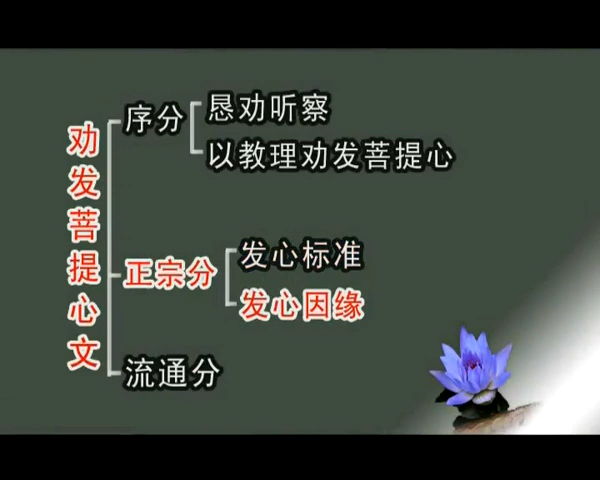 劝发菩提心文
序分
恳劝听察
以教理劝发菩提心
正宗分
发心标准
发心因缘
流通分